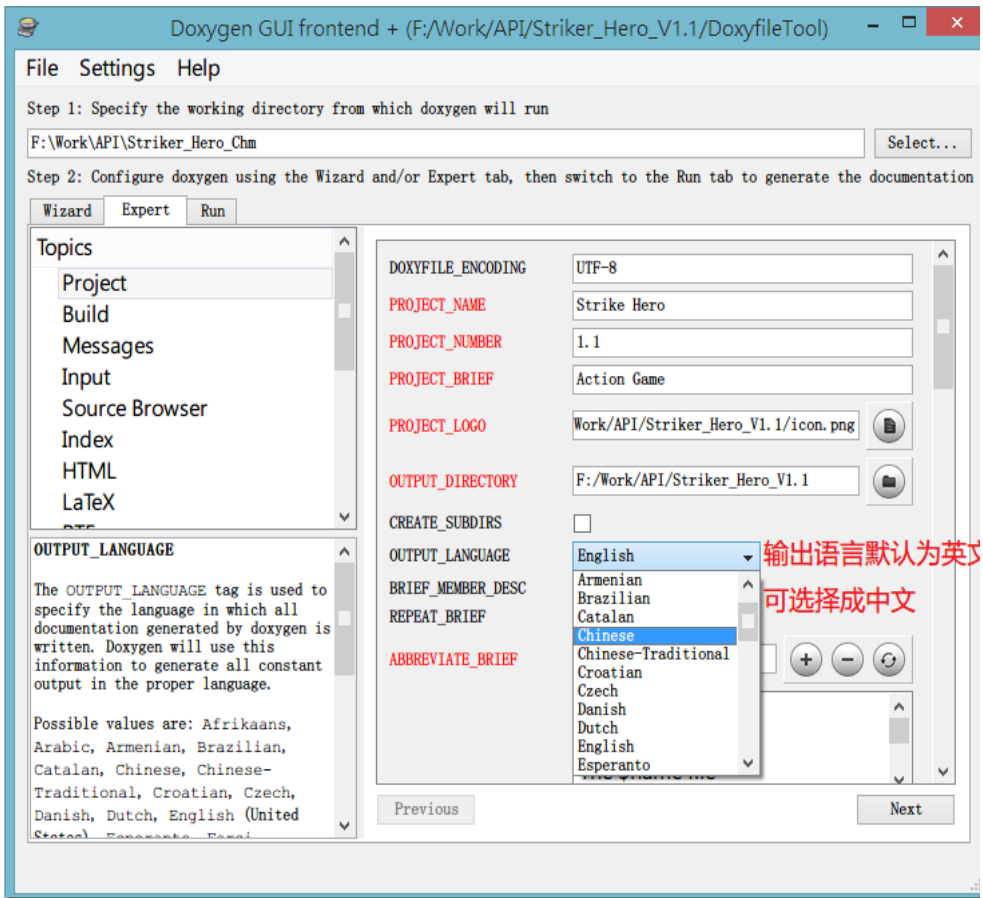 Doxygen GUI frontend + (F:/Work/API/Striker_Hero_V1.1/DoxyfileTool)
File Settings Help
Step 1: Specify the working directory from which doxygen will run
F:\Work\API\Striker_Hero_Chm
Select...
Step 2: Configure doxygen using the Wizard and/or Expert tab, then switch to the Run tab to generate the documentation
Wizard Expert Run
Topics
Project
Build
Messages
Input
Source Browser
Index
HTML
LaTeX
OUTPUT_LANGUAGE
The OUTPUT_LANGUAGE tag is used to
specify the language in which all
documentation generated by doxygen is
written. Doxygen will use this
information to generate all constant
output in the proper language.
Possible values are: Afrikaans,
Arabic, Armenian, Brazilian,
Catalan, Chinese, Chinese-
Traditional, Croatian, Czech,
Danish, Dutch, English (United
DOXYFILE_ENCODING UTF-8
PROJECT_NAME Strike Hero
PROJECT_NUMBER 1.1
PROJECT_BRIEF Action Game
PROJECT_LOGO Work/API/Striker_Hero_V1.1/icon.png
OUTPUT_DIRECTORY F:/Work/API/Striker_Hero_V1.1
CREATE_SUBDIRS
OUTPUT_LANGUAGE English 输出语言默认为英文
BRIEF_MEMBER_DESC
REPEAT_BRIEF
ABBREVIATE_BRIEF
Armenian
Brazilian
可选择成中文
Catalan
Chinese
Chinese-Traditional
Croatian
Czech
Danish
Dutch
English
Esperanto
Previous
Next